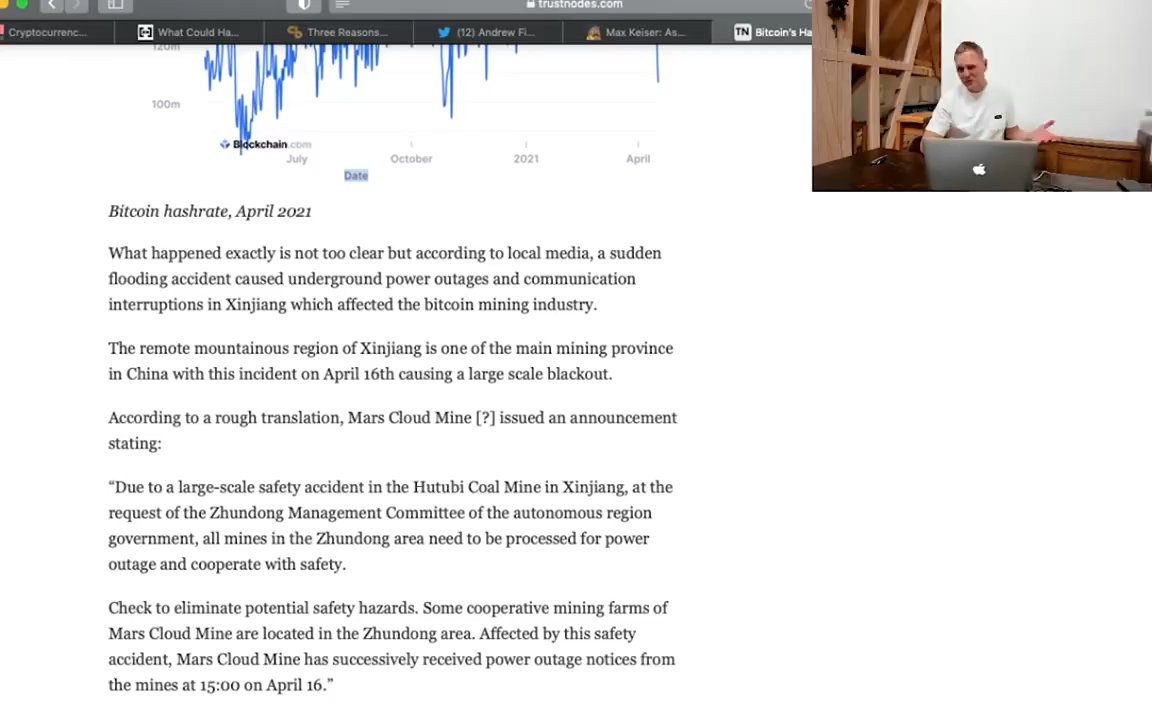 trustnodes.com
Cryptocurrenc...
What Could Ha...
Three Reasons...
(12) Andrew Fi...
Max Keiser: As...
TN Bitcoin's Ha
120m
100m
Blockchain.com
July
October
2021
April
Date
Bitcoin hashrate, April 2021
What happened exactly is not too clear but according to local media, a sudden
flooding accident caused underground power outages and communication
interruptions in Xinjiang which affected the bitcoin mining industry.
The remote mountainous region of Xinjiang is one of the main mining province
in China with this incident on April 16th causing a large scale blackout.
According to a rough translation, Mars Cloud Mine [?] issued an announcement
stating:
“Due to a large-scale safety accident in the Hutubi Coal Mine in Xinjiang, at the
request of the Zhundong Management Committee of the autonomous region
government, all mines in the Zhundong area need to be processed for power
outage and cooperate with safety.
Check to eliminate potential safety hazards. Some cooperative mining farms of
Mars Cloud Mine are located in the Zhundong area. Affected by this safety
accident, Mars Cloud Mine has successively received power outage notices from
the mines at 15:00 on April 16.”